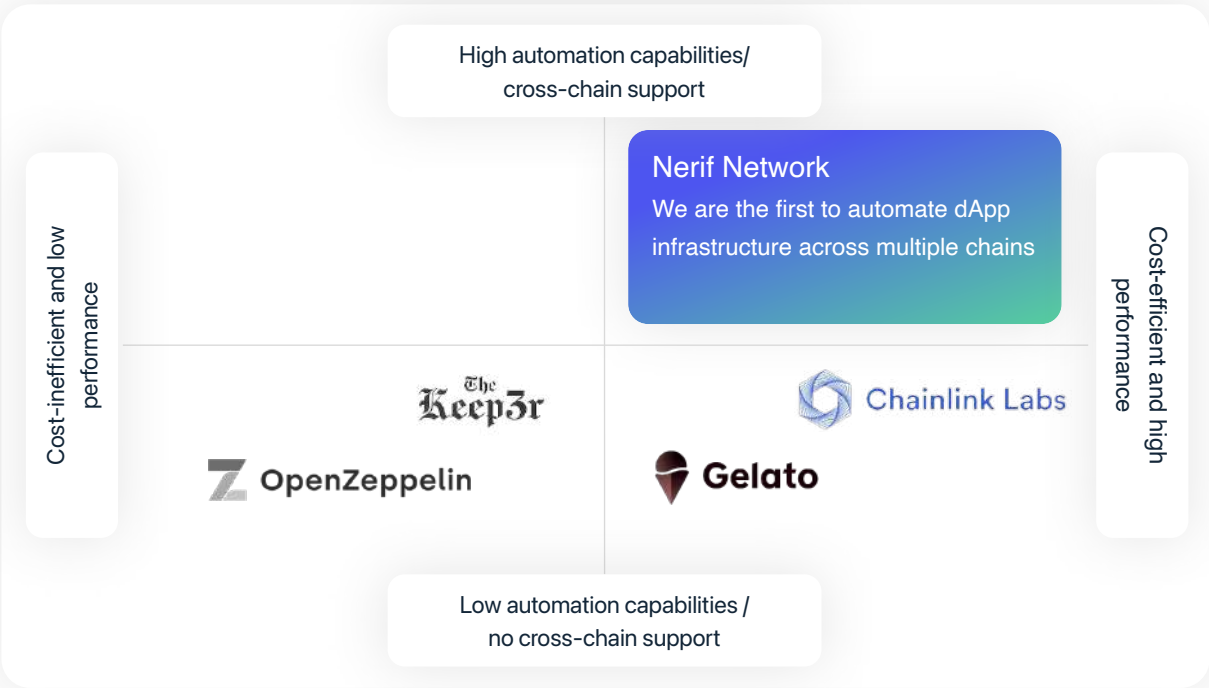 High automation capabilities/
cross-chain support
Nerif Network
We are the first to automate dApp
infrastructure across multiple chains
Cost-inefficient and low
performance
Cost-efficient and high
performance
The
Keep3r
Chainlink Labs
OpenZeppelin
Gelato
Low automation capabilities /
no cross-chain support